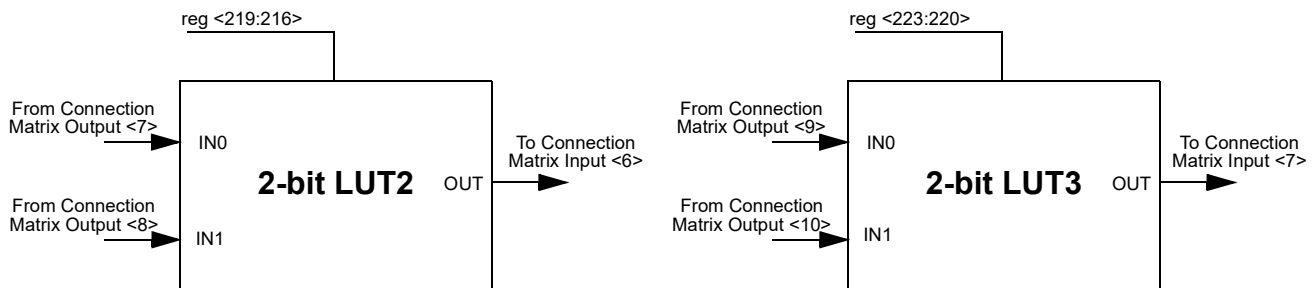 reg <219:216>
From Connection
Matrix Output <7>
IN0
From Connection
Matrix Output <8>
IN1
2-bit LUT2
OUT
To Connection
Matrix Input <6>
reg <223:220>
From Connection
Matrix Output <9>
IN0
From Connection
Matrix Output <10>
IN1
2-bit LUT3
OUT
To Connection
Matrix Input <7>